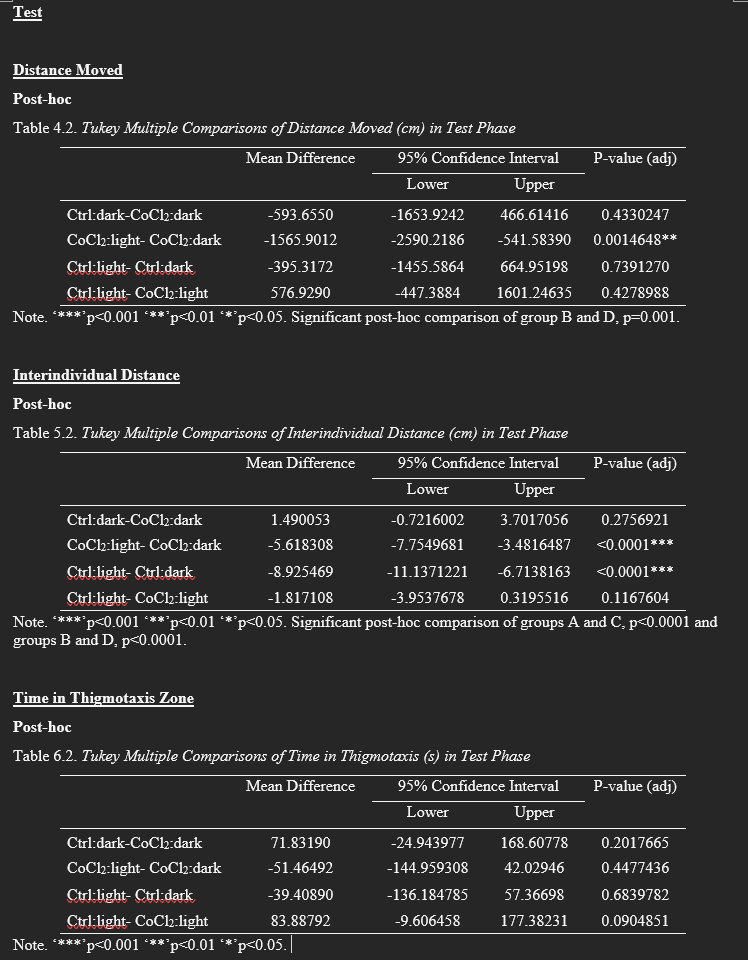 Test
Distance Moved
Post-hoc
Table 4.2. Tukey Multiple Comparisons of Distance Moved (cm) in Test Phase
Mean Difference 95% Confidence Interval P-value (adj)
Lower Upper
Ctrl:dark-CoCl2:dark -593.6550 -1653.9242 466.61416 0.4330247
CoCl2:light- CoCl2:dark -1565.9012 -2590.2186 -541.58390 0.0014648**
Ctrl:light- Ctrl:dark -395.3172 -1455.5864 664.95198 0.7391270
Ctrl:light- CoCl2:light 576.9290 -447.3884 1601.24635 0.4278988
Note. ‘***’p<0.001 ‘**’p<0.01 ‘*’p<0.05. Significant post-hoc comparison of group B and D, p=0.001.
Interindividual Distance
Post-hoc
Table 5.2. Tukey Multiple Comparisons of Interindividual Distance (cm) in Test Phase
Mean Difference 95% Confidence Interval P-value (adj)
Lower Upper
Ctrl:dark-CoCl2:dark 1.490053 -0.7216002 3.7017056 0.2756921
CoCl2:light- CoCl2:dark -5.618308 -7.7549681 -3.4816487 <0.0001***
Ctrl:light- Ctrl:dark -8.925469 -11.1371221 -6.7138163 <0.0001***
Ctrl:light- CoCl2:light -1.817108 -3.9537678 0.3195516 0.1167604
Note. ‘***’p<0.001 ‘**’p<0.01 ‘*’p<0.05. Significant post-hoc comparison of groups A and C, p<0.0001 and
groups B and D, p<0.0001.
Time in Thigmotaxis Zone
Post-hoc
Table 6.2. Tukey Multiple Comparisons of Time in Thigmotaxis (s) in Test Phase
Mean Difference 95% Confidence Interval P-value (adj)
Lower Upper
Ctrl:dark-CoCl2:dark 71.83190 -24.943977 168.60778 0.2017665
CoCl2:light- CoCl2:dark -51.46492 -144.959308 42.02946 0.4477436
Ctrl:light- Ctrl:dark -39.40890 -136.184785 57.36698 0.6839782
Ctrl:light- CoCl2:light 83.88792 -9.606458 177.38231 0.0904851
Note. ‘***’p<0.001 ‘**’p<0.01 ‘*’p<0.05.